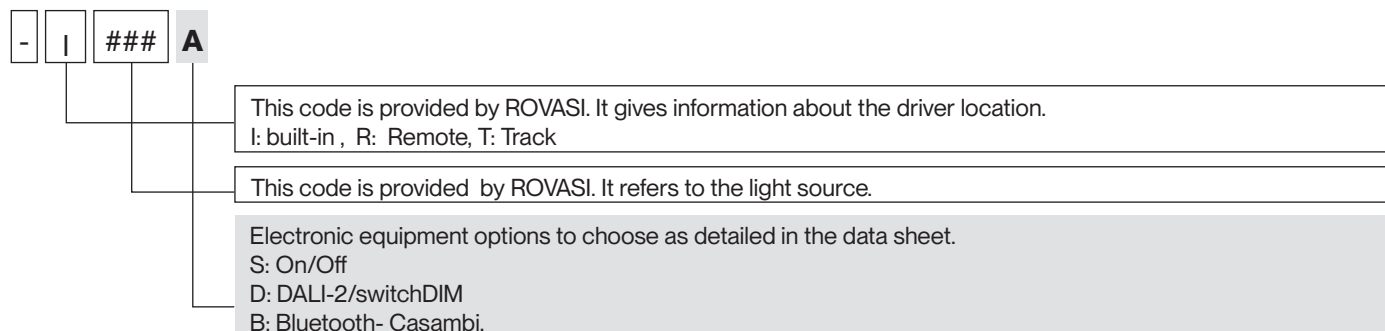 - I ### A
This code is provided by ROVASI. It gives information about the driver location.
I: built-in , R: Remote, T: Track
This code is provided by ROVASI. It refers to the light source.
Electronic equipment options to choose as detailed in the data sheet.
S: On/Off
D: DALI-2/switchDIM
B: Bluetooth- Casambi.